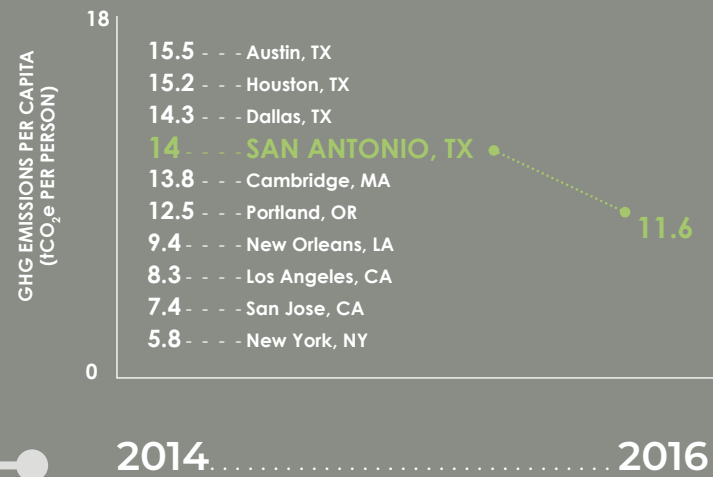 18
GHG EMISSIONS PER CAPITA
(tCO₂e PER PERSON)
15.5 - - - - Austin, TX
15.2 - - - - Houston, TX
14.3 - - - - Dallas, TX
14 - - - - SAN ANTONIO, TX
13.8 - - - - Cambridge, MA
12.5 - - - - Portland, OR
11.6
9.4 - - - - New Orleans, LA
8.3 - - - - Los Angeles, CA
7.4 - - - - San Jose, CA
5.8 - - - - New York, NY
0
2014 . . . . . . . . . . . . . . . . . . . . . . . . . . . . . . 2016